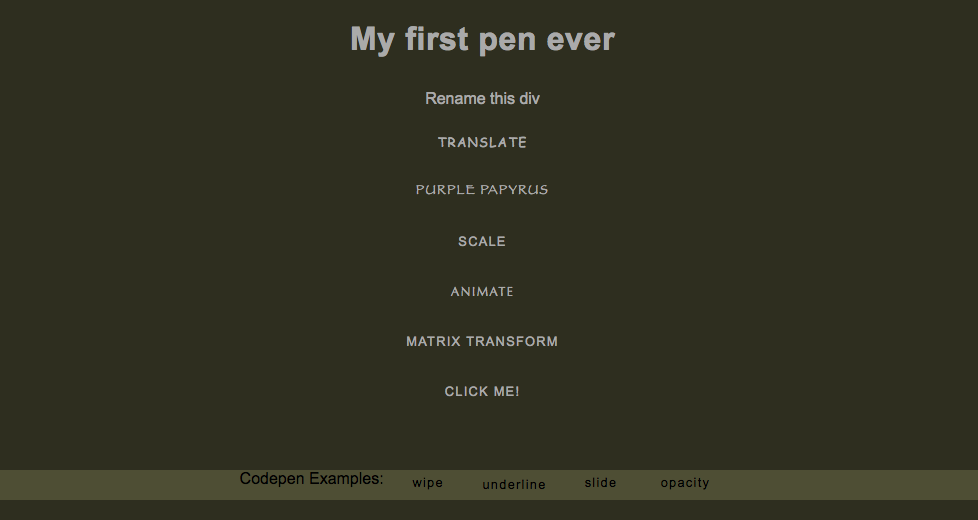 My first pen ever
Rename this div
TRANSLATE
PURPLE PAPYRUS
SCALE
ANIMATE
MATRIX TRANSFORM
CLICK ME!
Codepen Examples: wipe underline slide opacity